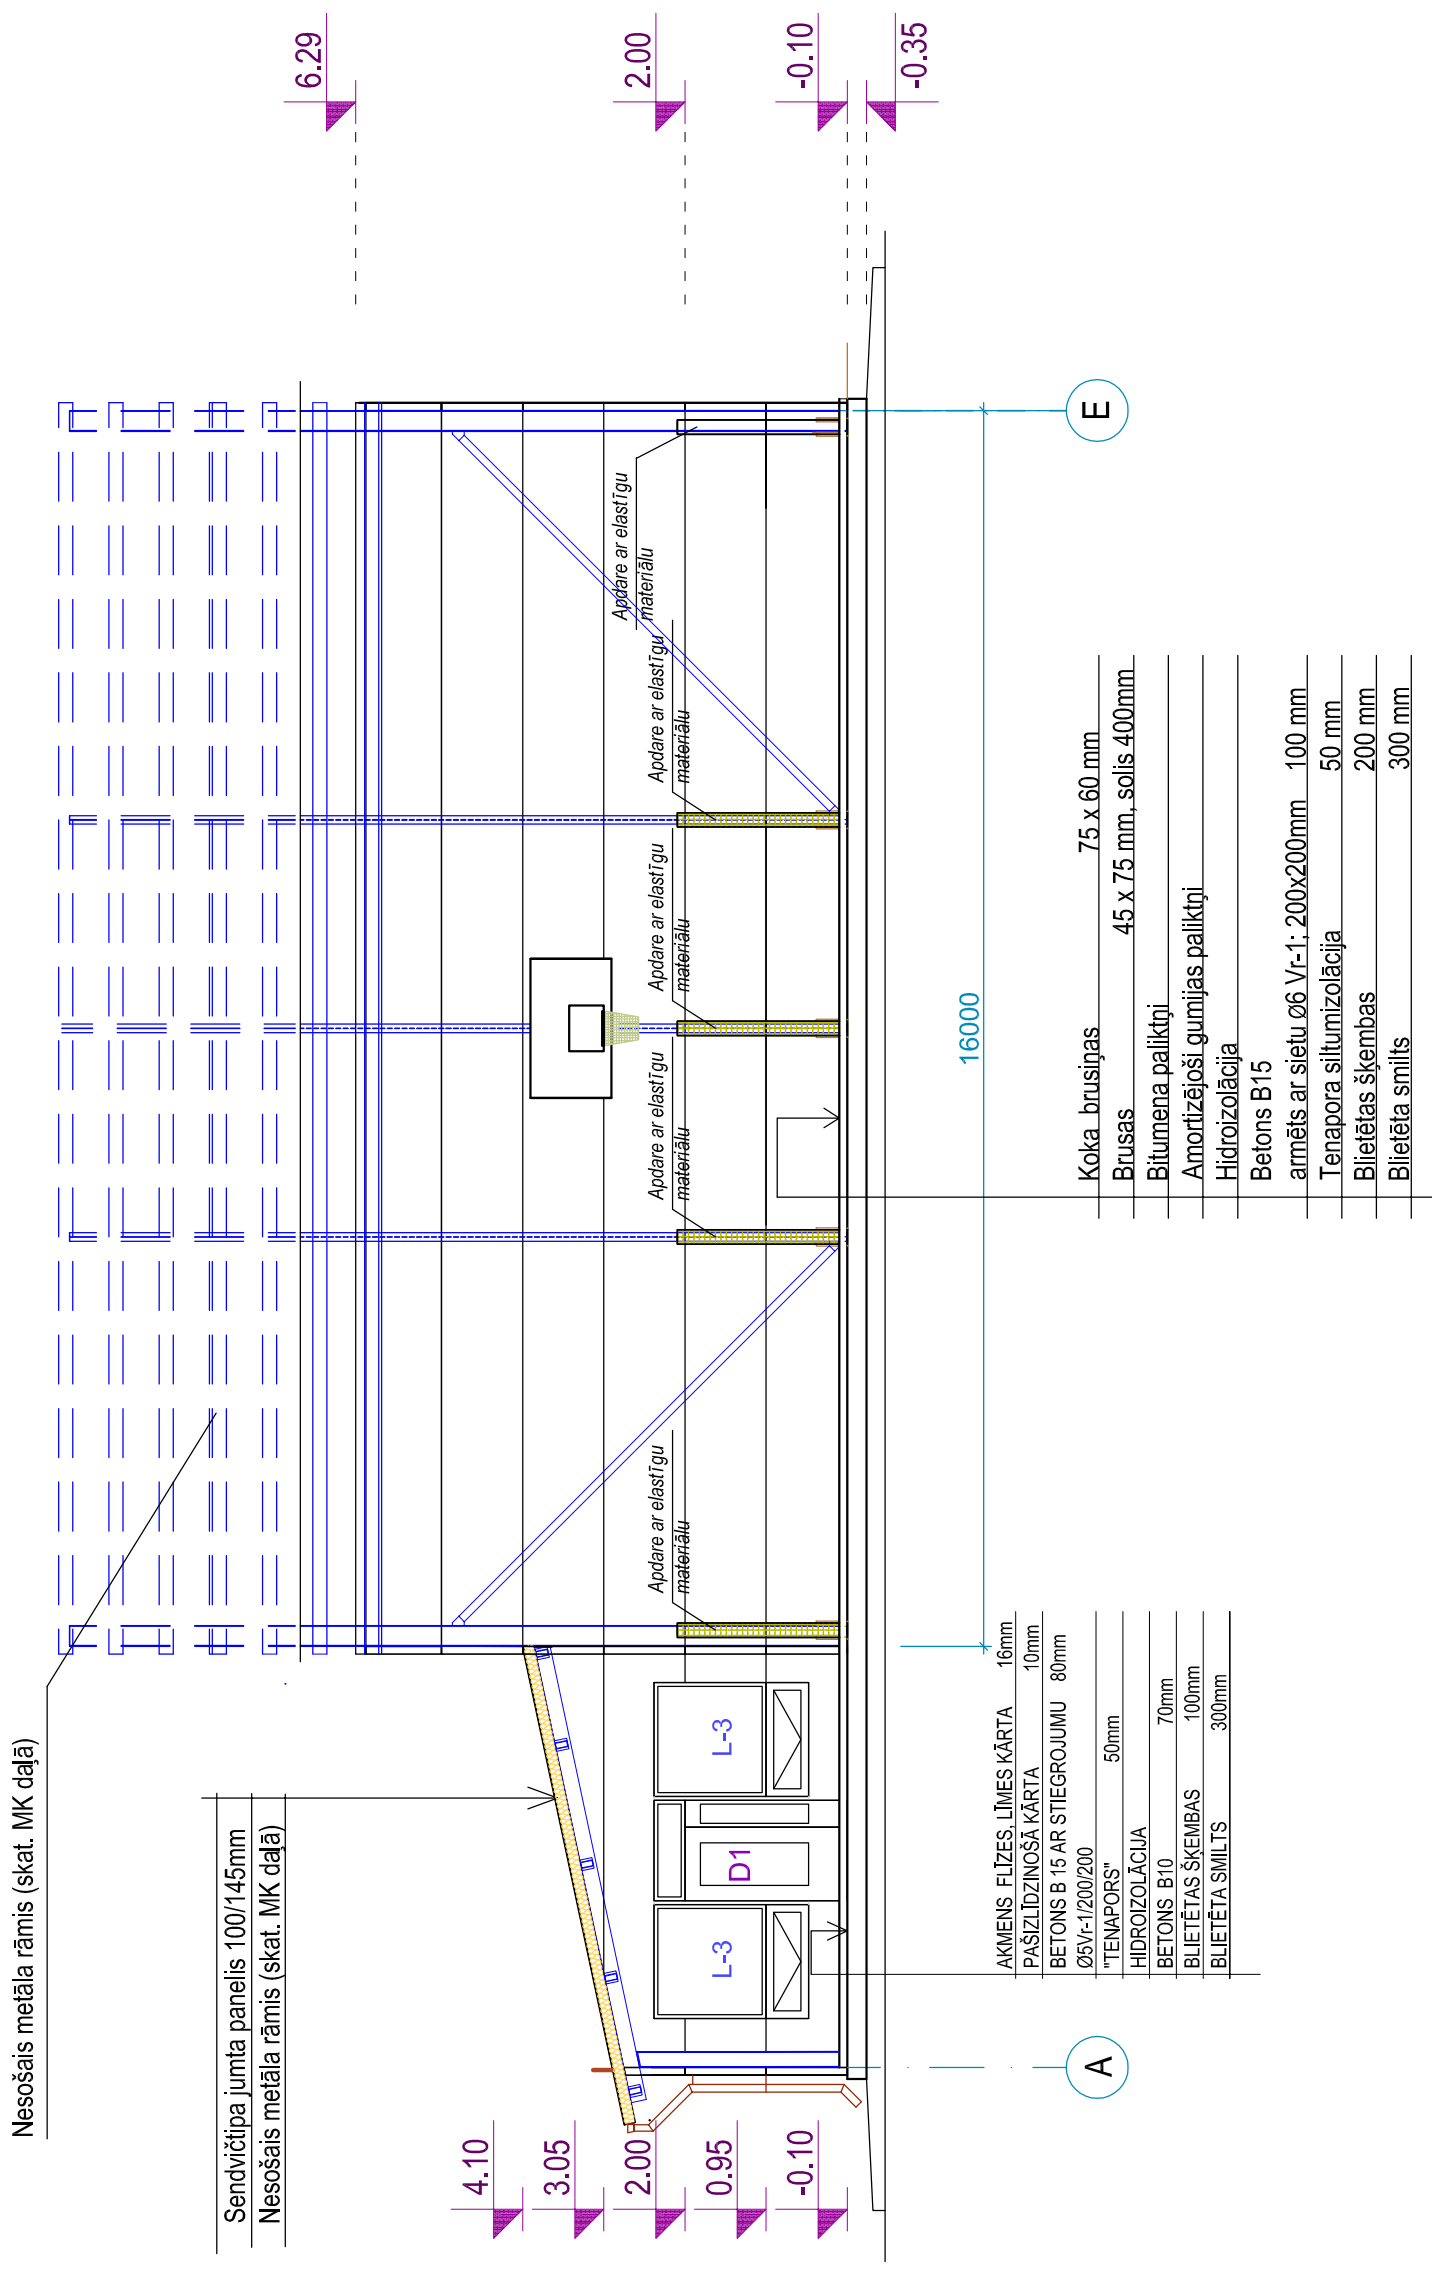 Nesošais metāla rāmis (skat. MK daļā)
Sendvičtipa jumta panelis 100/145mm
Nesošais metāla rāmis (skat. MK daļā)
4.10
3.05
2.00
0.95
-0.10
6.29
2.00
-0.10
-0.35
Apdare ar elastīgu
materiālu
Apdare ar elastīgu
materiālu
Apdare ar elastīgu
materiālu
Apdare ar elastīgu
materiālu
Apdare ar elastīgu
materiālu
L-3
D1
L-3
16000
A
E
AKMENS FLĪZES, LĪMES KĀRTA 16mm
PAŠIZLĪDZINOŠĀ KĀRTA 10mm
BETONS B 15 AR STIEGROJUMU 80mm
Ø5Vr-1/200/200
"TENAPORS" 50mm
HIDROIZOLĀCIJA
BETONS B10 70mm
BLIETĒTAS ŠĶEMBAS 100mm
BLIETĒTA SMILTS 300mm
Koka brusiņas 75 x 60 mm
Brusas 45 x 75 mm, solis 400mm
Bitumena paliktņi
Amortizējoši gumijas paliktņi
Hidroizolācija
Betons B15
armēts ar sietu Ø6 Vr-1; 200x200mm 100 mm
Tenapora siltumizolācija 50 mm
Blietētas šķembas 200 mm
Blietēta smilts 300 mm